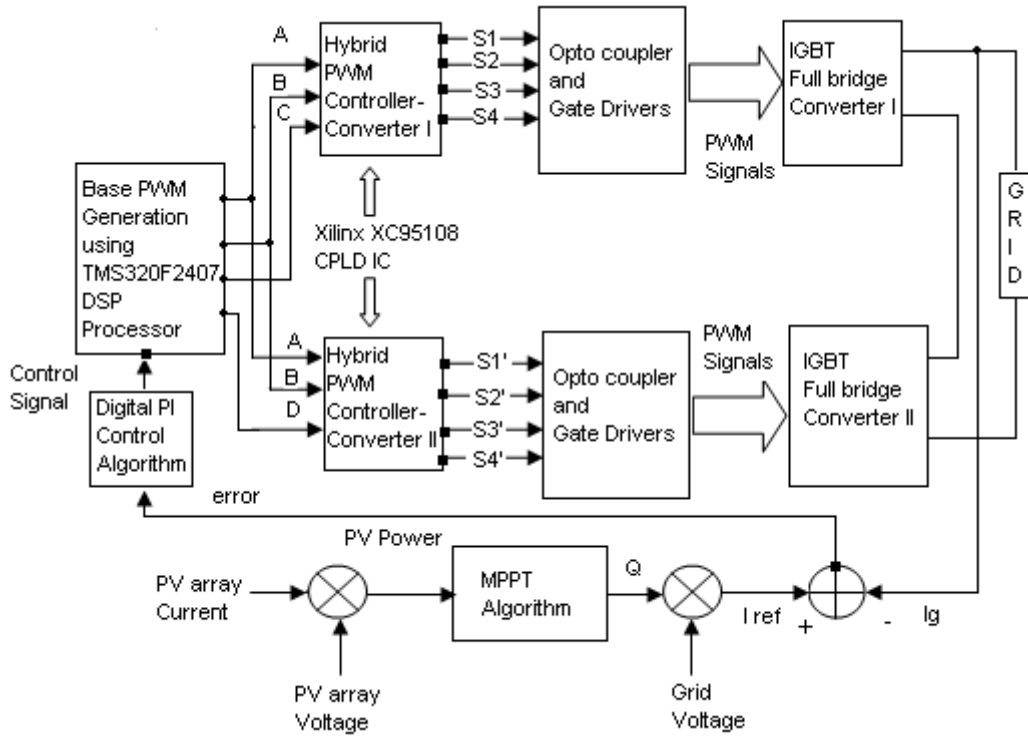 A
B
C
Hybrid
PWM
Controller-
Converter I
S1
S2
S3
S4
Opto coupler
and
Gate Drivers
PWM
Signals
IGBT
Full bridge
Converter I
G
R
I
D
Base PWM
Generation
using
TMS320F2407
DSP
Processor
Xilinx XC95108
CPLD IC
A
B
D
Hybrid
PWM
Controller-
Converter II
S1'
S2'
S3'
S4'
Opto coupler
and
Gate Drivers
PWM
Signals
IGBT
Full bridge
Converter II
Control
Signal
Digital PI
Control
Algorithm
error
PV Power
PV array
Current
MPPT
Algorithm
Q
I ref
+
-
Ig
PV array
Voltage
Grid
Voltage